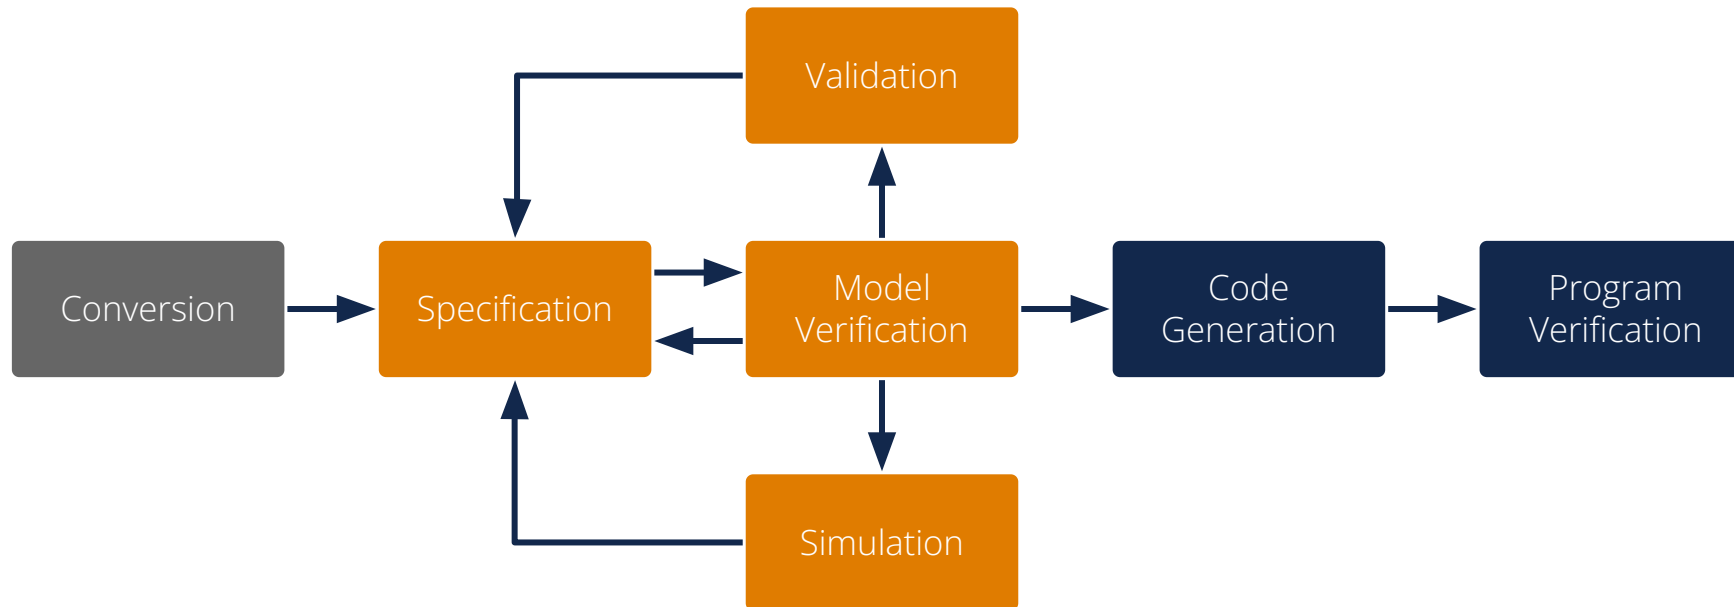 Validation
Conversion
Specification
Model
Verification
Code
Generation
Program
Verification
Simulation